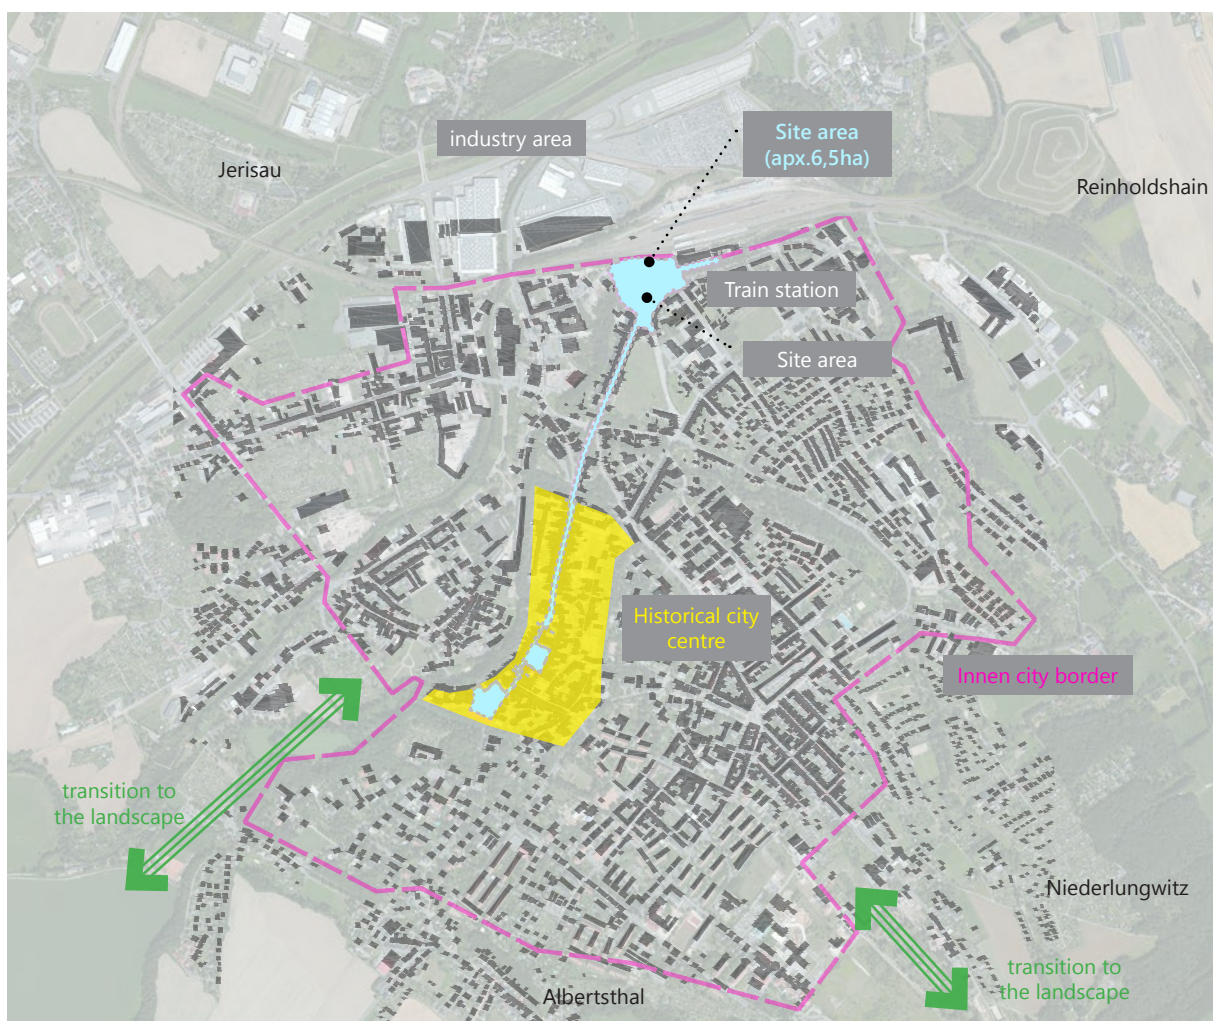 industry area
Site area
(apx.6,5ha)
Jerisau
Reinholdshain
Train station
Site area
Historical city
centre
Innen city border
transition to
the landscape
Niederlungwitz
transition to
the landscape
Albertsthal